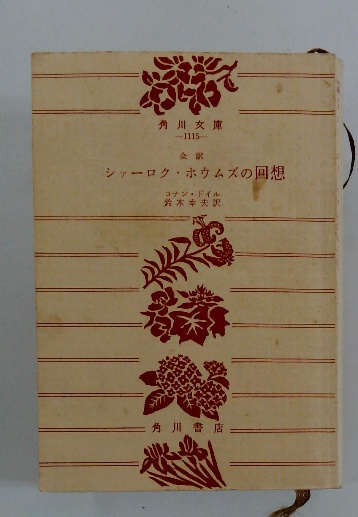 角川文庫
—1115—
全訳
シャーロク・ホウムズの回想
コナン・ドイル
鈴木幸夫訳
角川書店